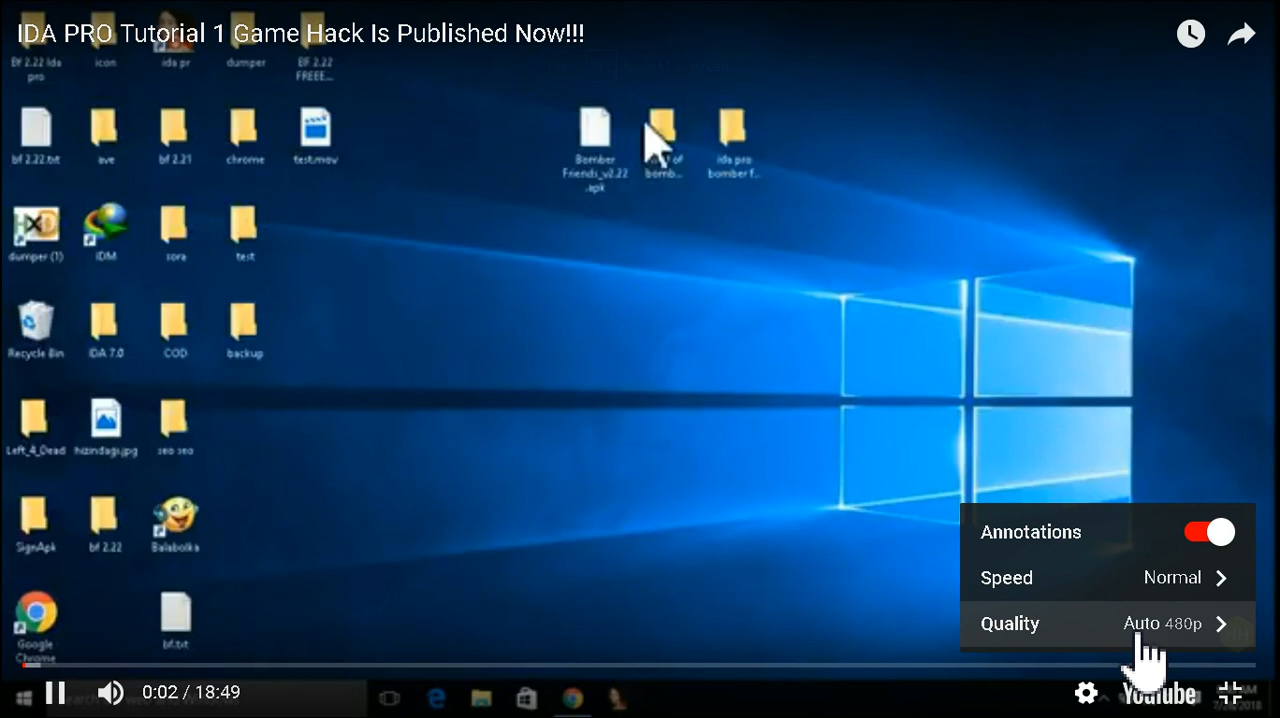 IDA PRO Tutorial 1 Game Hack Is Published Now!!!
Bf 2.22 Ida
pro
icon
ida pr
dumper
BF 2.22
FREEE...
bf 2.22.txt
ave
bf 2.21
chrome
test.mov
Bomber
Friends_v2.22
.apk
of
bomb...
ida pro
bomber f...
dumper (1)
IDM
sora
test
Recycle Bin
IDA 7.0
COD
backup
Left_4_Dead
hizindagi.jpg
seo seo
SignApk
bf 2.22
Balabolka
Google
Chrome
bf.txt
Annotations
Speed Normal
Quality Auto 480p
0:02 / 18:49
YouTube